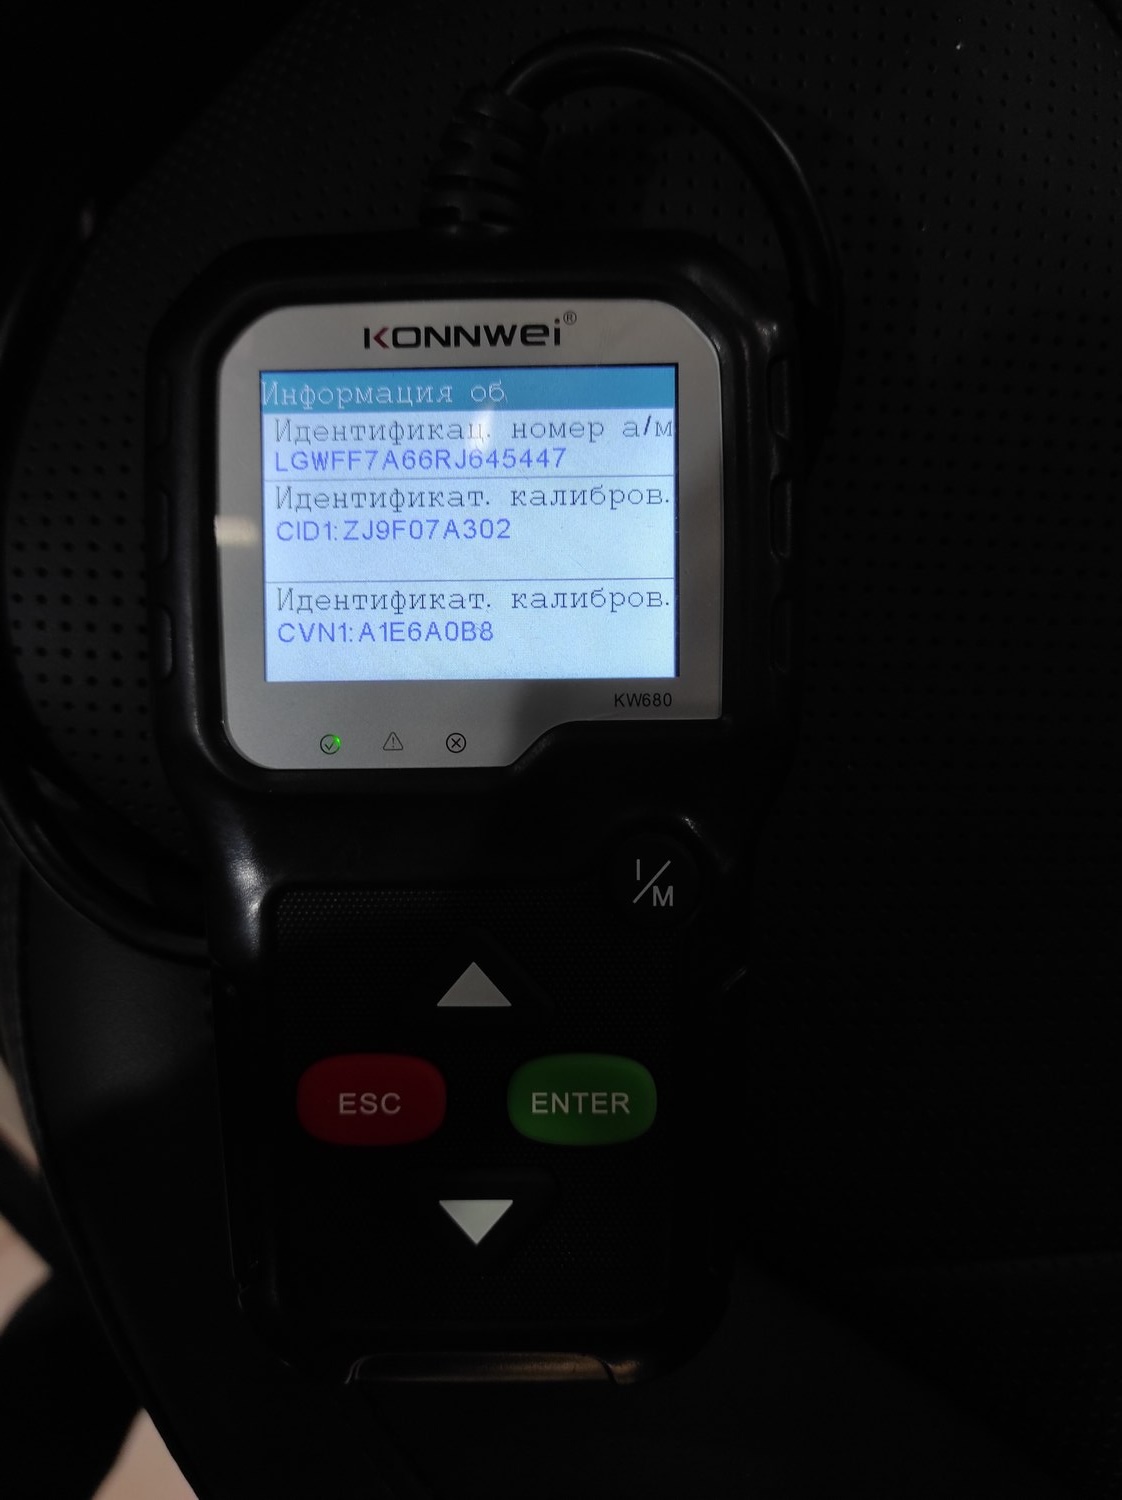 KONNWEI®
Информация об
Идентификац. номер а/м
LGWFF7A66RJ645447
Идентификат. калибров.
CID1:ZJ9F07A302
Идентификат. калибров.
CVN1:A1E6A0B8
KW680
I/M
ESC
ENTER